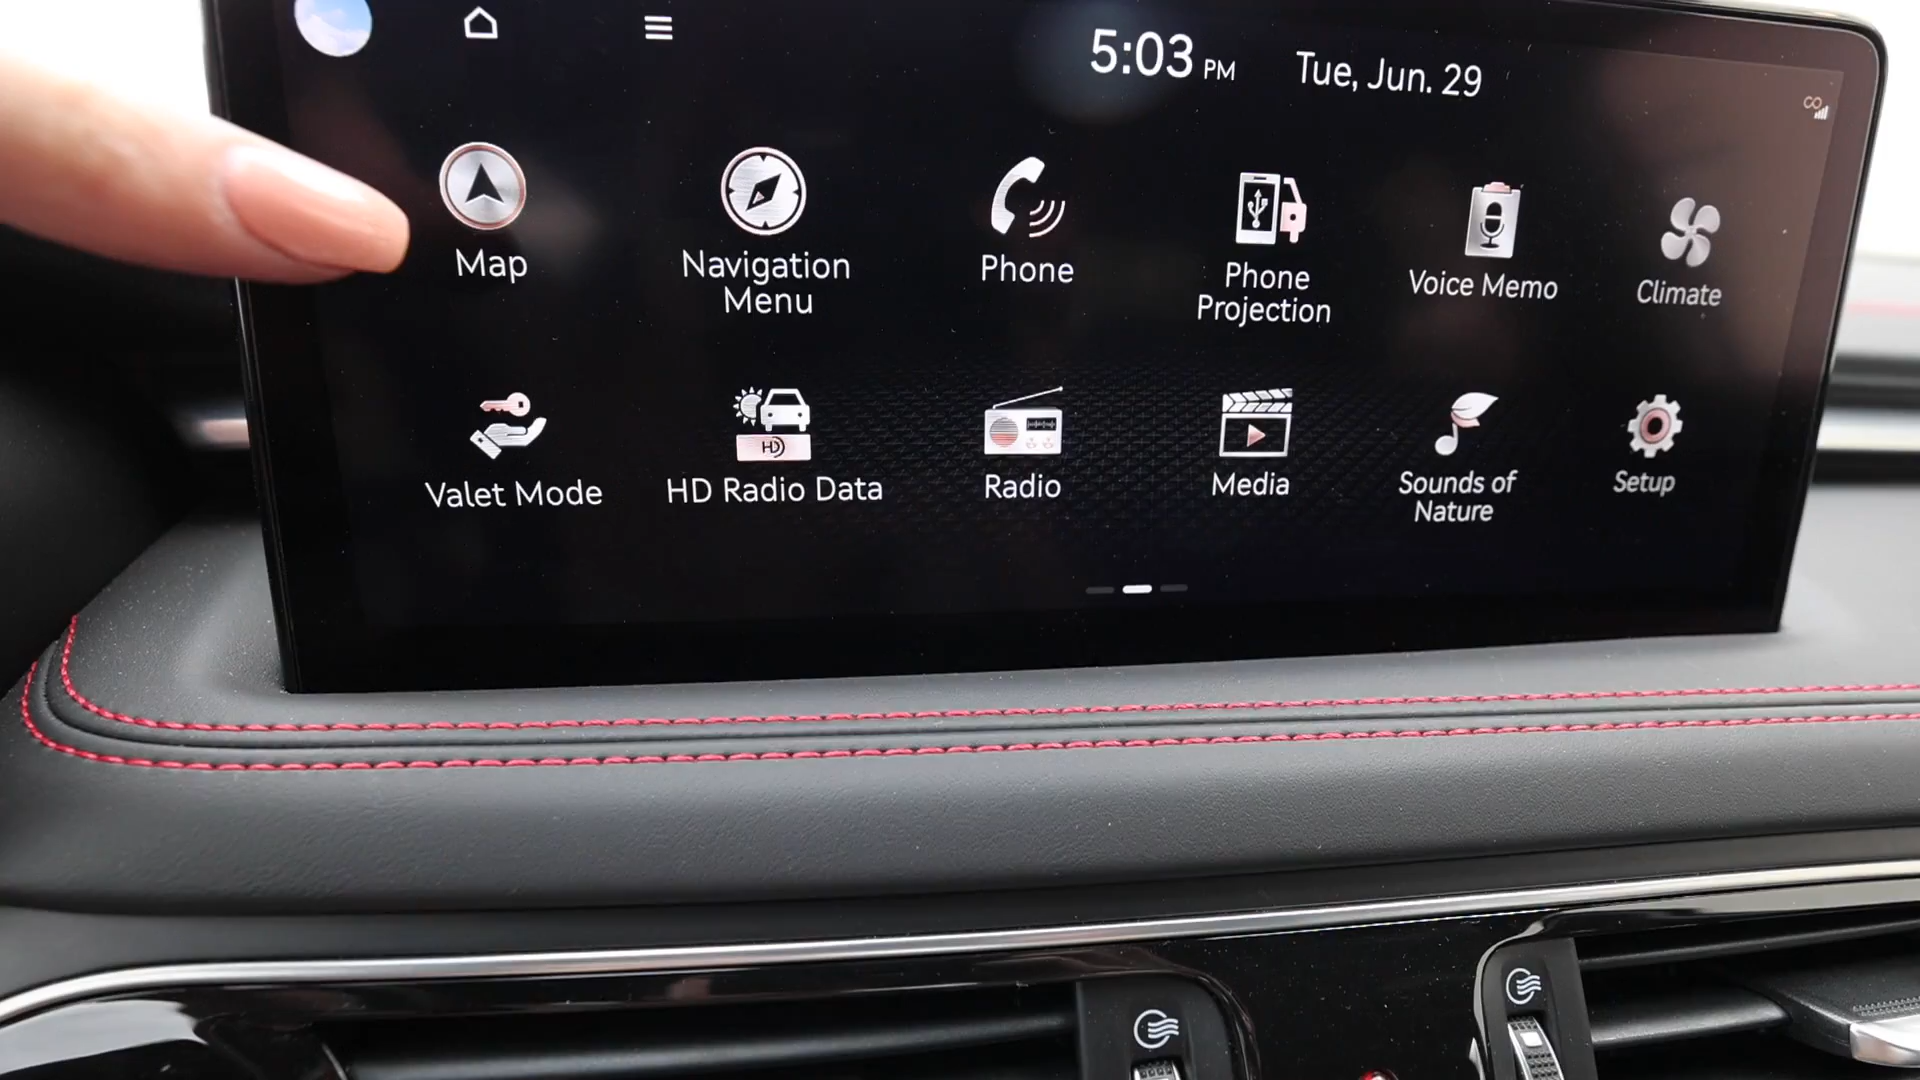 5:03 PM Tue, Jun. 29
Map
Navigation
Menu
Phone
Phone
Projection
Voice Memo
Climate
Valet Mode
HD
HD Radio Data
Radio
Media
Sounds of
Nature
Setup